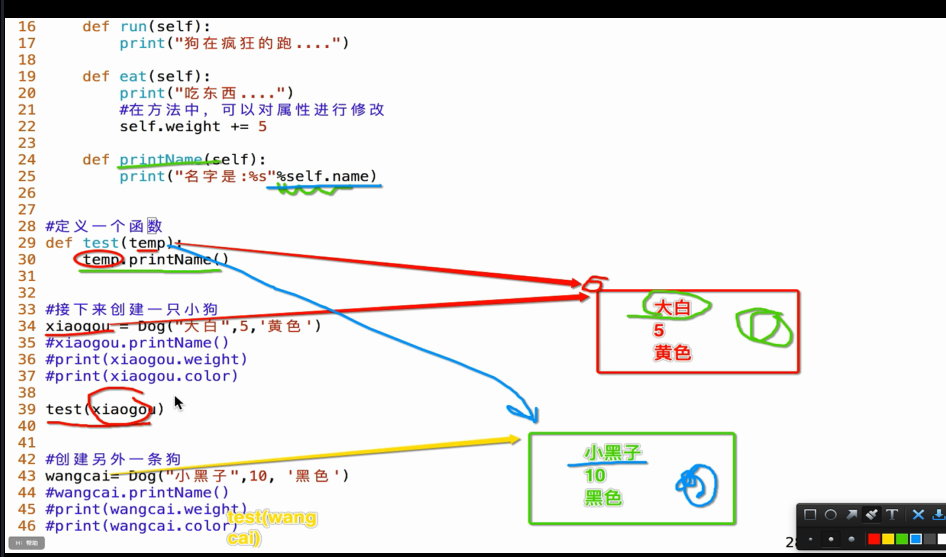 16 def run(self):
17 print("狗在疯狂的跑....")
18
19 def eat(self):
20 print("吃东西....")
21 #在方法中，可以对属性进行修改
22 self.weight += 5
23
24 def printName(self):
25 print("名字是:%s"%self.name)
26
27
28 #定义一个函数
29 def test(temp):
30 temp.printName()
31
32
33 #接下来创建一只小狗
34 xiaogou = Dog("大白",5,'黄色')
35 #xiaogou.printName()
36 #print(xiaogou.weight)
37 #print(xiaogou.color)
38
39 test(xiaogou)
40
41
42 #创建另外一条狗
43 wangcai= Dog("小黑子",10, '黑色')
44 #wangcai.printName()
45 #print(wangcai.weight)
46 #print(wangcai.color)
大白
5
黄色
小黑子
10
黑色
test(wang
cai)
T